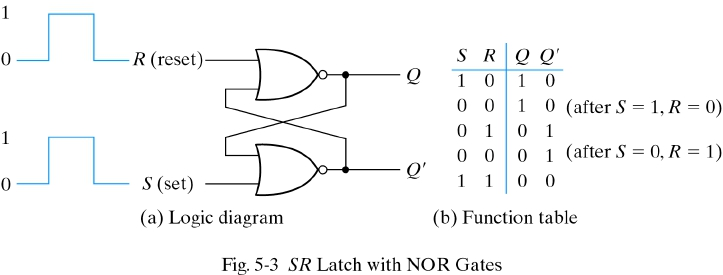 1
0
R (reset)
Q
1
0
S (set)
Q'
(a) Logic diagram
S R Q Q'
1 0 1 0
0 0 1 0 (after S = 1, R = 0)
0 1 0 1
0 0 0 1 (after S = 0, R = 1)
1 1 0 0
(b) Function table
Fig. 5-3 SR Latch with NOR Gates